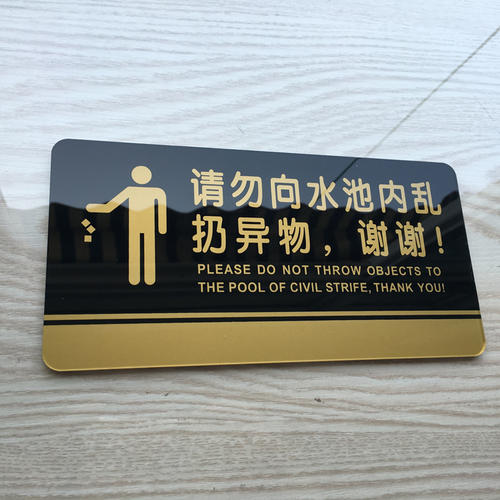 请勿向水池内乱
扔异物，谢谢！
PLEASE DO NOT THROW OBJECTS TO
THE POOL OF CIVIL STRIFE, THANK YOU!